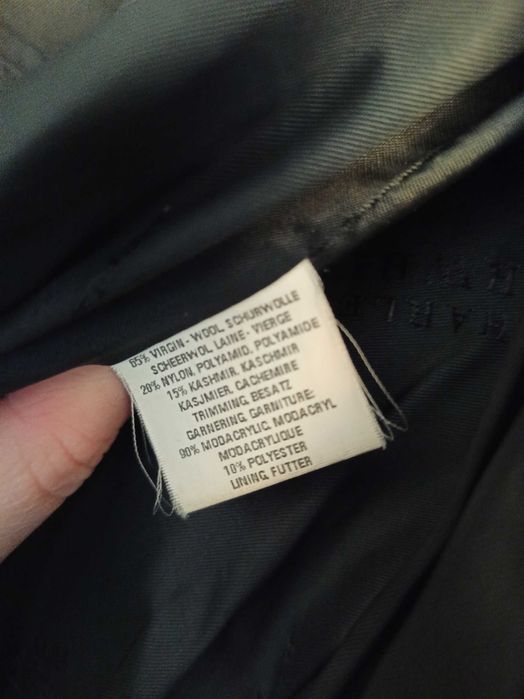 65% VIRGIN - WOOL, SCHURWOLLE
SCHEERWOL LAINE - VIERGE
20% NYLON, POLYAMID, POLYAMIDE
15% KASHMIR, KASCHMIR
KASJMIER, CACHEMIRE
TRIMMING, BESATZ
GARNERING, GARNITURE:
90% MODACRYLIC, MODACRYL
MODACRYLIQUE
10% POLYESTER
LINING, FUTTER